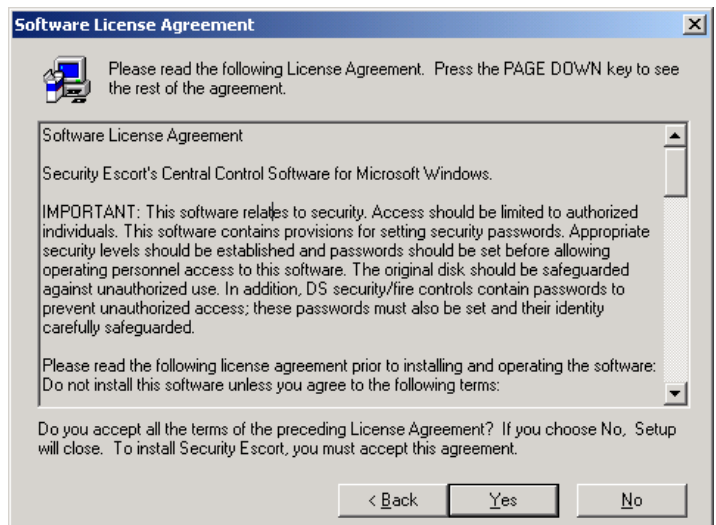 Software License Agreement
Please read the following License Agreement. Press the PAGE DOWN key to see
the rest of the agreement.
Software License Agreement
Security Escort's Central Control Software for Microsoft Windows.
IMPORTANT: This software relates to security. Access should be limited to authorized
individuals. This software contains provisions for setting security passwords. Appropriate
security levels should be established and passwords should be set before allowing
operating personnel access to this software. The original disk should be safeguarded
against unauthorized use. In addition, DS security/fire controls contain passwords to
prevent unauthorized access; these passwords must also be set and their identity
carefully safeguarded.
Please read the following license agreement prior to installing and operating the software:
Do not install this software unless you agree to the following terms:
Do you accept all the terms of the preceding License Agreement? If you choose No, Setup
will close. To install Security Escort, you must accept this agreement.
< Back Yes No